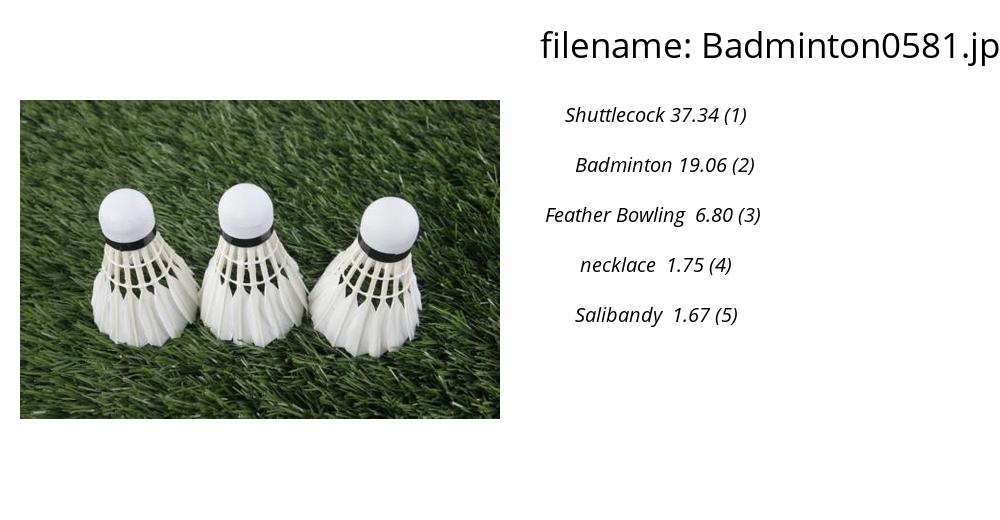 filename: Badminton0581.jp
Shuttlecock 37.34 (1)
Badminton 19.06 (2)
Feather Bowling 6.80 (3)
necklace 1.75 (4)
Salibandy 1.67 (5)